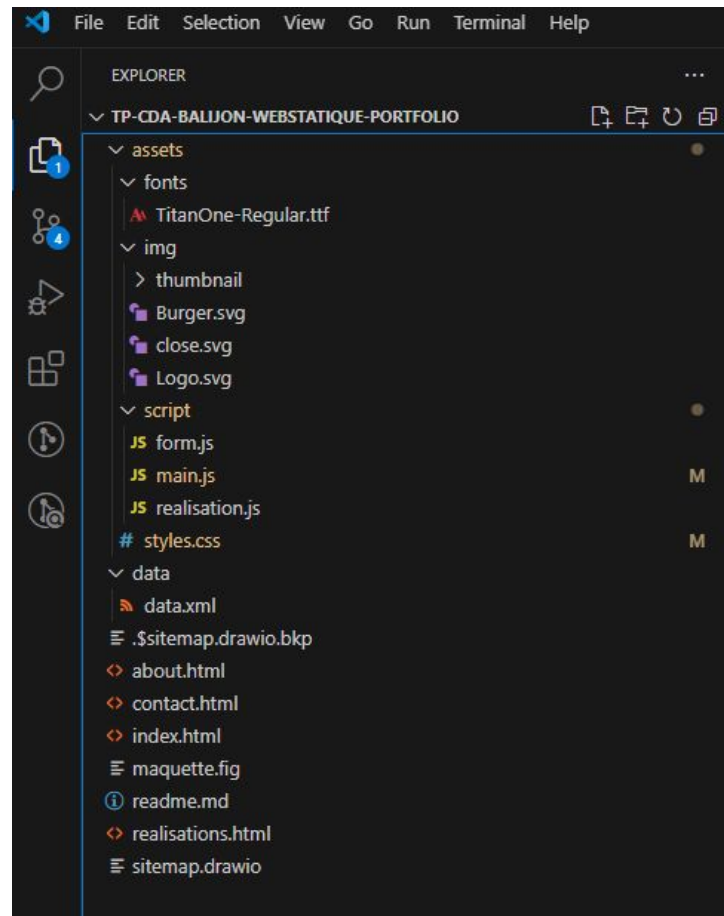 File Edit Selection View Go Run Terminal Help
EXPLORER ...
TP-CDA-BALIJON-WEBSTATIQUE-PORTFOLIO
1
4
assets
fonts
TitanOne-Regular.ttf
img
thumbnail
Burger.svg
close.svg
Logo.svg
script
JS form.js
JS main.js M
JS realisation.js
# styles.css M
data
data.xml
.$sitemap.drawio.bkp
<> about.html
<> contact.html
<> index.html
maquette.fig
readme.md
<> realisations.html
sitemap.drawio